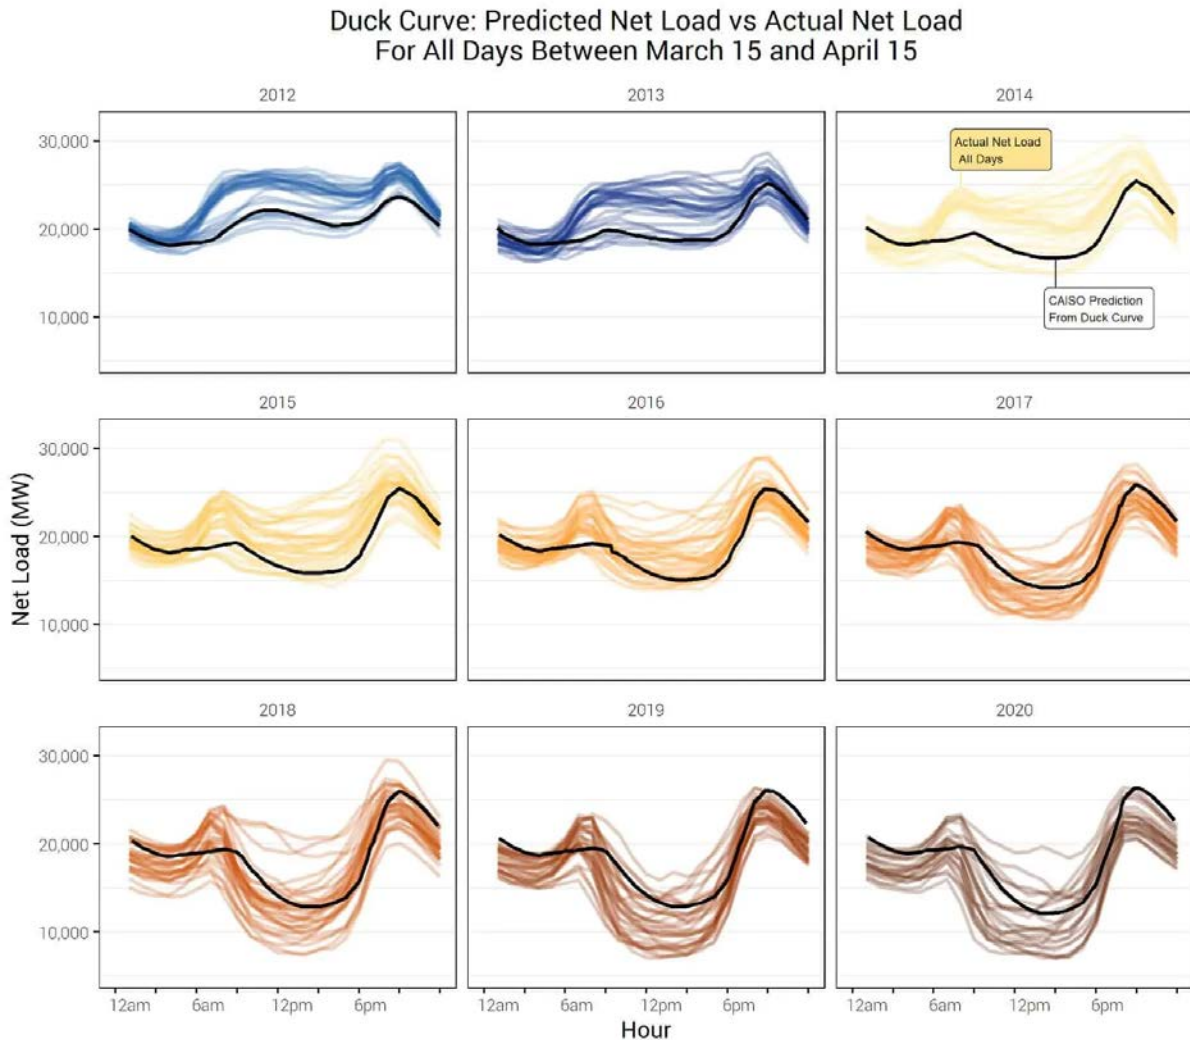 Duck Curve: Predicted Net Load vs Actual Net Load
For All Days Between March 15 and April 15
2012
2013
2014
30,000
20,000
10,000
Actual Net Load
All Days
CAISO Prediction
From Duck Curve
2015
2016
2017
30,000
20,000
10,000
Net Load (MW)
2018
2019
2020
30,000
20,000
10,000
12am 6am 12pm 6pm
12am 6am 12pm 6pm
12am 6am 12pm 6pm
Hour